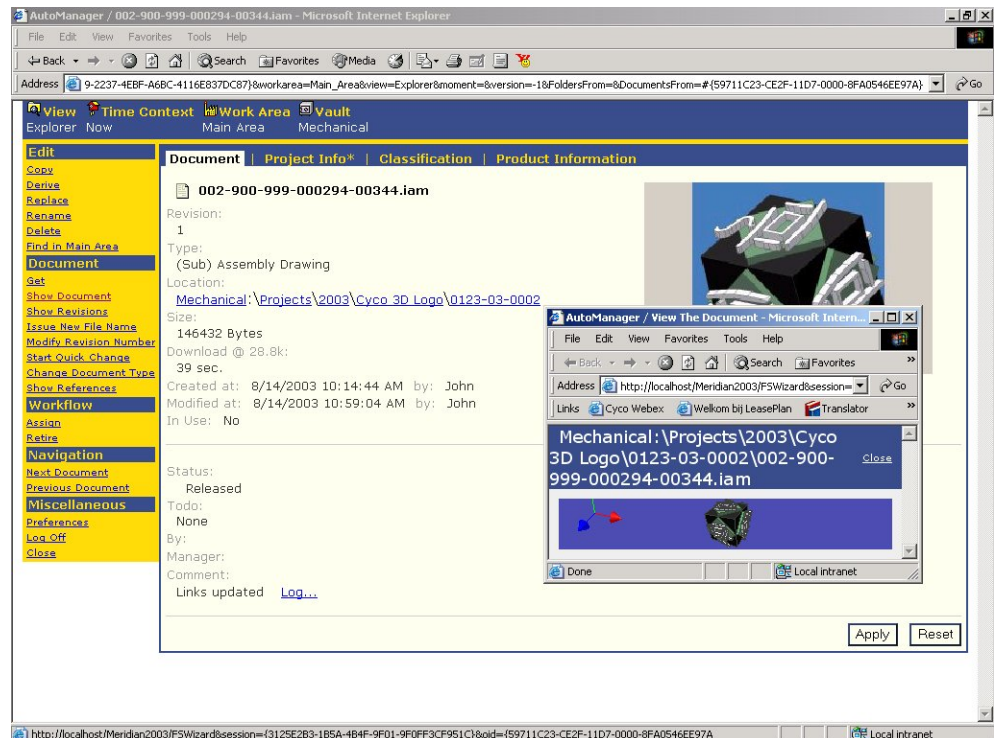 AutoManager / 002-900-999-000294-00344.iam - Microsoft Internet Explorer
File Edit View Favorites Tools Help
Back Search Favorites Media
Address 9-2237-4EBF-A6BC-4116E837DC87}&workarea=Main_Area&view=Explorer&moment=&version=-1&FoldersFrom=&DocumentsFrom=#{59711C23-CE2F-11D7-0000-8FA0546EE97A} Go
View Time Context Work Area Vault
Explorer Now Main Area Mechanical
Edit
Copy
Derive
Replace
Rename
Delete
Find in Main Area
Document
Get
Show Document
Show Revisions
Issue New File Name
Modify Revision Number
Start Quick Change
Change Document Type
Show References
Workflow
Assign
Retire
Navigation
Next Document
Previous Document
Miscellaneous
Preferences
Log Off
Close
Document | Project Info* | Classification | Product Information
002-900-999-000294-00344.iam
Revision:
1
Type:
(Sub) Assembly Drawing
Location:
Mechanical:\Projects\2003\Cyco 3D Logo\0123-03-0002
Size:
146432 Bytes
Download @ 28.8k:
39 sec.
Created at: 8/14/2003 10:14:44 AM by: John
Modified at: 8/14/2003 10:59:04 AM by: John
In Use: No
Status:
Released
Todo:
None
By:
Manager:
Comment:
Links updated Log...
Apply Reset
AutoManager / View The Document - Microsoft Intern...
File Edit View Favorites Tools Help
Back Search Favorites »
Address http://localhost/Meridian2003/FSWizard&session= Go
Links Cyco Webex Welkom bij LeasePlan Translator »
Mechanical:\Projects\2003\Cyco
3D Logo\0123-03-0002\002-900-
999-000294-00344.iam
Close
Done Local intranet
http://localhost/Meridian2003/FSWizard&session={3125E2B3-1B5A-4B4F-9F01-9F0FF3CF951C}&oid={59711C23-CE2F-11D7-0000-8FA0546EE97A Local intranet